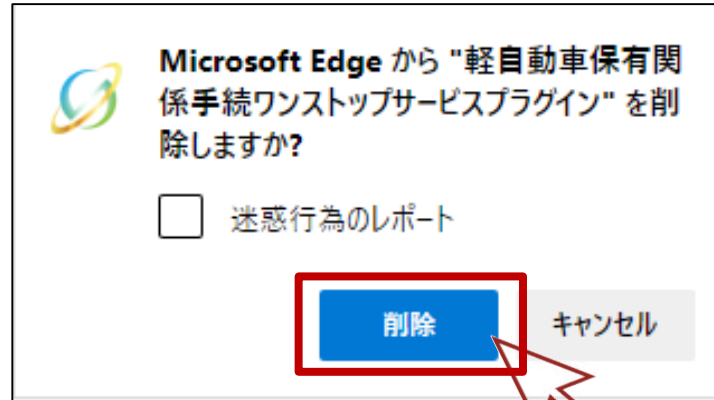 Microsoft Edge から "軽自動車保有関
係手続ワンストップサービスプラグイン" を削
除しますか?
迷惑行為のレポート
削除
キャンセル